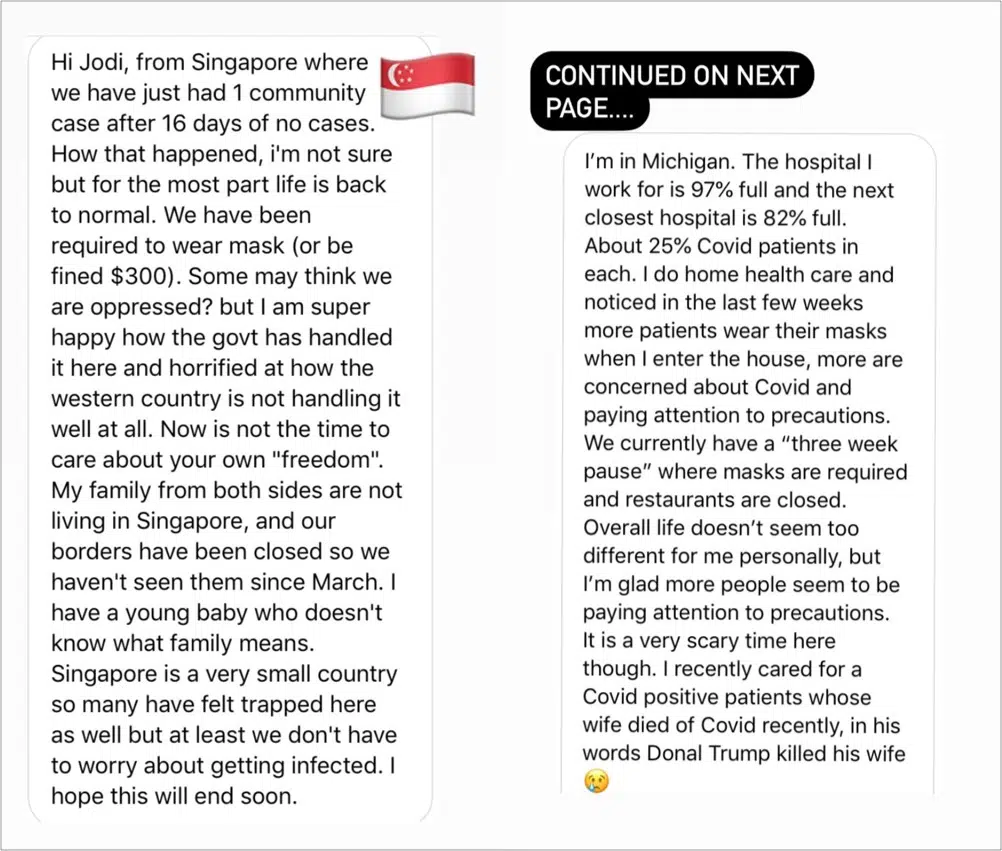 Hi Jodi, from Singapore where
we have just had 1 community
case after 16 days of no cases.
How that happened, i'm not sure
but for the most part life is back
to normal. We have been
required to wear mask (or be
fined $300). Some may think we
are oppressed? but I am super
happy how the govt has handled
it here and horrified at how the
western country is not handling it
well at all. Now is not the time to
care about your own "freedom".
My family from both sides are not
living in Singapore, and our
borders have been closed so we
haven't seen them since March. I
have a young baby who doesn't
know what family means.
Singapore is a very small country
so many have felt trapped here
as well but at least we don't have
to worry about getting infected. I
hope this will end soon.
CONTINUED ON NEXT
PAGE....
I’m in Michigan. The hospital I
work for is 97% full and the next
closest hospital is 82% full.
About 25% Covid patients in
each. I do home health care and
noticed in the last few weeks
more patients wear their masks
when I enter the house, more are
concerned about Covid and
paying attention to precautions.
We currently have a “three week
pause” where masks are required
and restaurants are closed.
Overall life doesn’t seem too
different for me personally, but
I’m glad more people seem to be
paying attention to precautions.
It is a very scary time here
though. I recently cared for a
Covid positive patients whose
wife died of Covid recently, in his
words Donal Trump killed his wife
😢